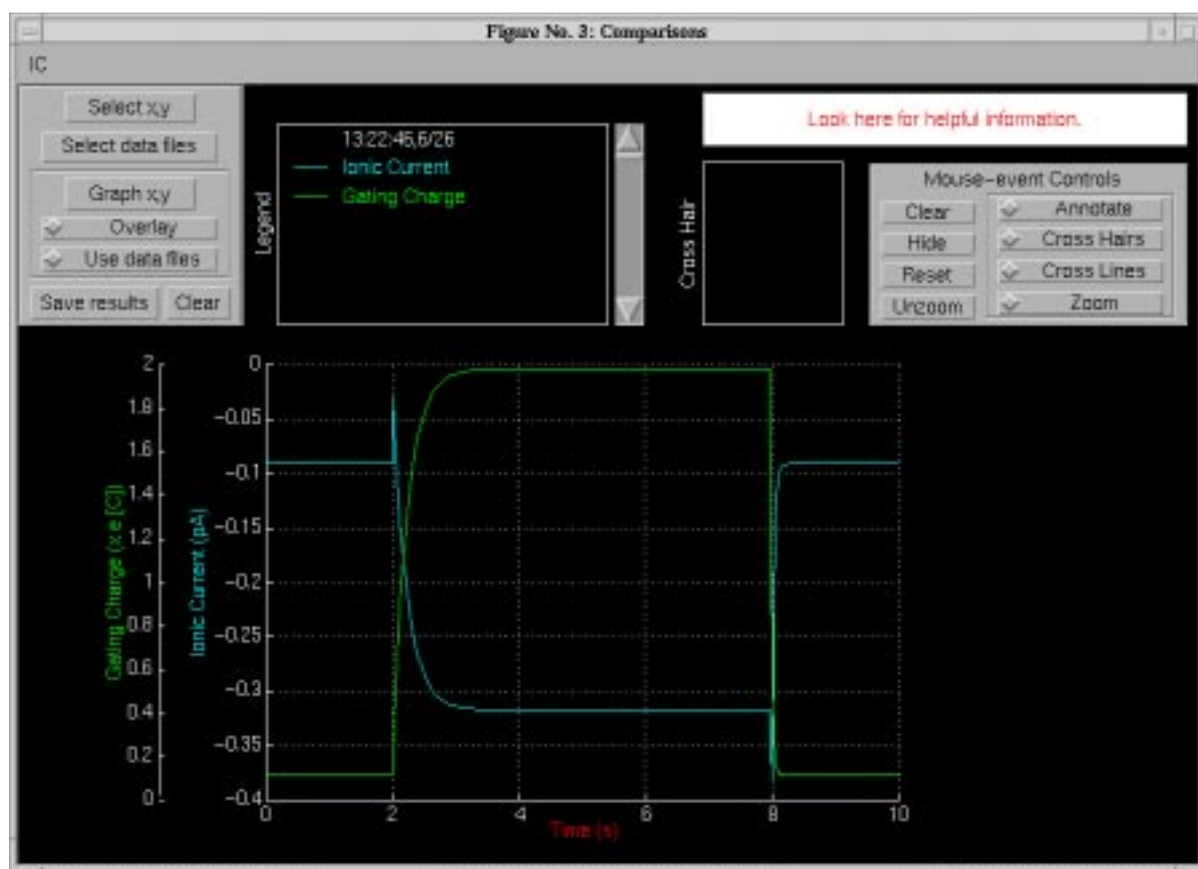 Figure No. 3: Comparisons
IC
Select x,y
Select data files
Graph x,y
Overlay
Use data files
Save results Clear
Legend
13:22:45,6/26
Ionic Current
Gating Charge
Cross Hair
Look here for helpful information.
Mouse-event Controls
Clear Annotate
Hide Cross Hairs
Reset Cross Lines
Unzoom Zoom
Gating Charge (x e [C])
2
1.8
1.6
1.4
1.2
1
0.8
0.6
0.4
0.2
0
Ionic Current (pA)
0
-0.05
-0.1
-0.15
-0.2
-0.25
-0.3
-0.35
-0.4
0 2 4 6 8 10
Time (s)